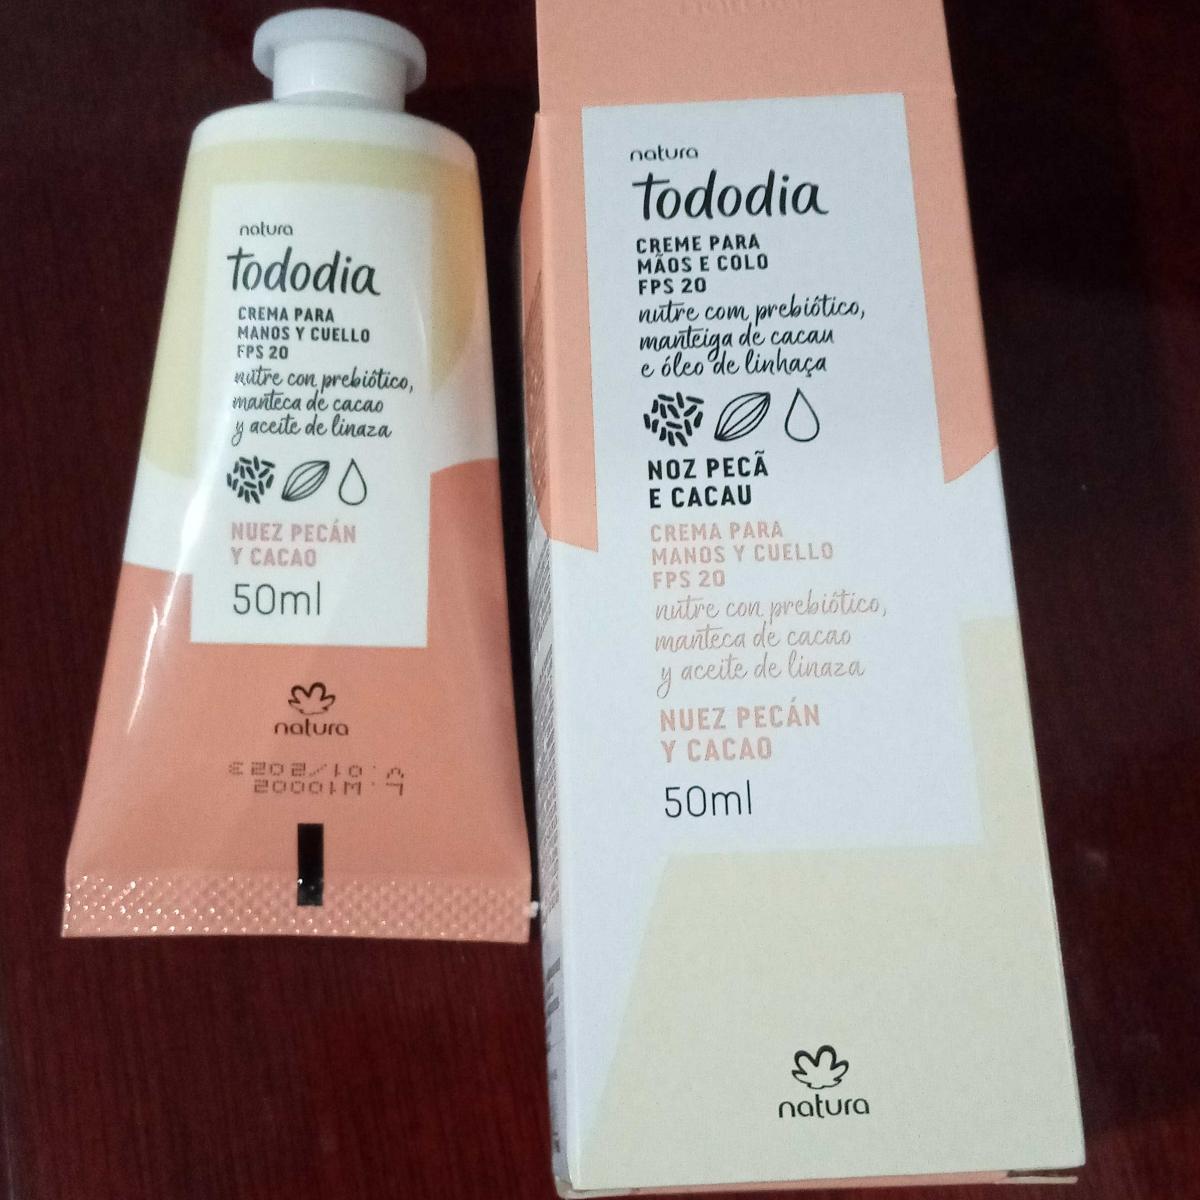 natura
tododia
CREMA PARA
MANOS Y CUELLO
FPS 20
nutre con prebiótico,
manteca de cacao
y aceite de linaza
NUEZ PECÁN
Y CACAO
50ml
natura
V:01/2023
L:M10002
natura
tododia
CREME PARA
MÃOS E COLO
FPS 20
nutre com prebiótico,
manteiga de cacau
e óleo de linhaça
NOZ PECÃ
E CACAU
CREMA PARA
MANOS Y CUELLO
FPS 20
nutre con prebiótico,
manteca de cacao
y aceite de linaza
NUEZ PECÁN
Y CACAO
50ml
natura